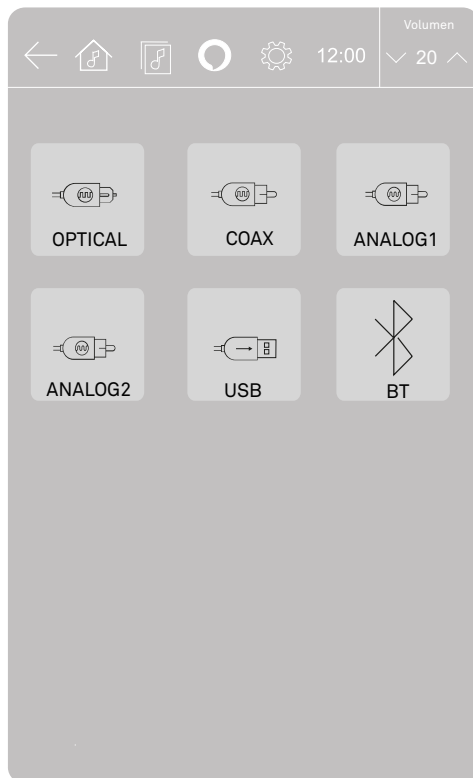 Volumen
12:00
20
OPTICAL
COAX
ANALOG1
ANALOG2
USB
BT